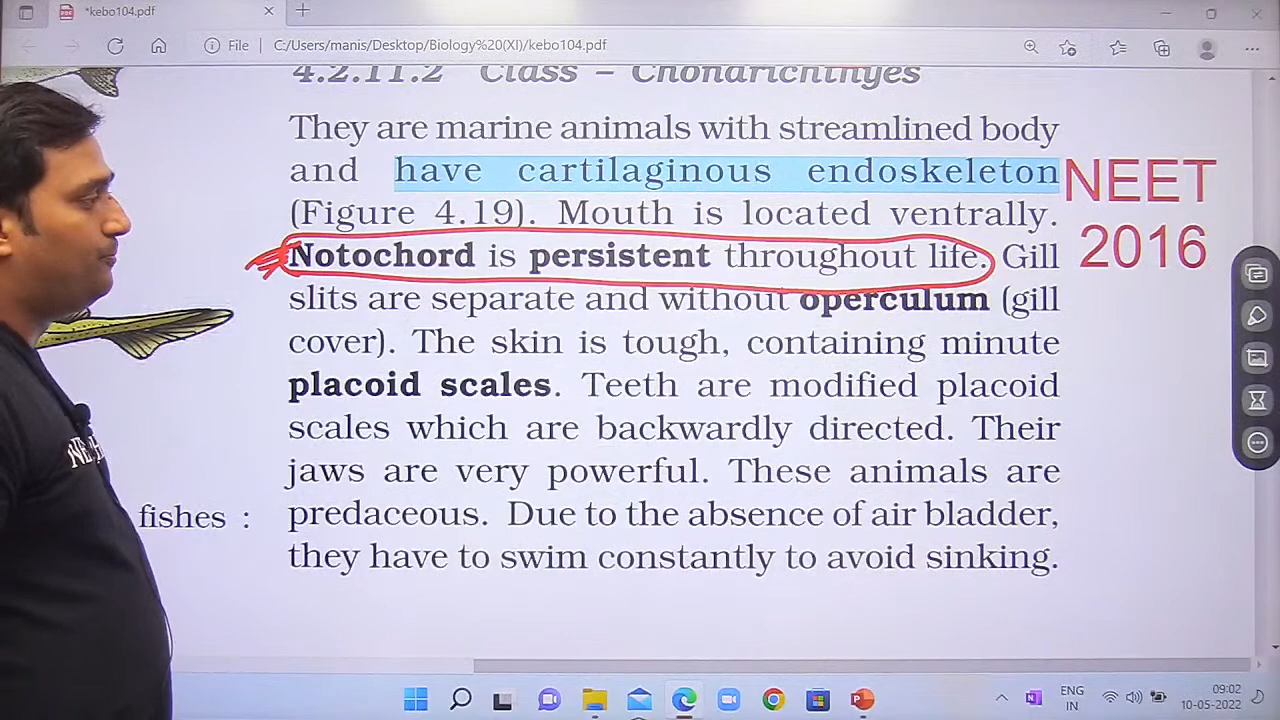 *kebo104.pdf
File | C:/Users/manis/Desktop/Biology%20(XI)/kebo104.pdf
4.2.11.2 Class – Chondrichthyes
They are marine animals with streamlined body
and have cartilaginous endoskeleton
(Figure 4.19). Mouth is located ventrally.
Notochord is persistent throughout life. Gill
slits are separate and without operculum (gill
cover). The skin is tough, containing minute
placoid scales. Teeth are modified placoid
scales which are backwardly directed. Their
jaws are very powerful. These animals are
predaceous. Due to the absence of air bladder,
they have to swim constantly to avoid sinking.
NEET
2016
fishes :
ENG
IN
09:02
10-05-2022